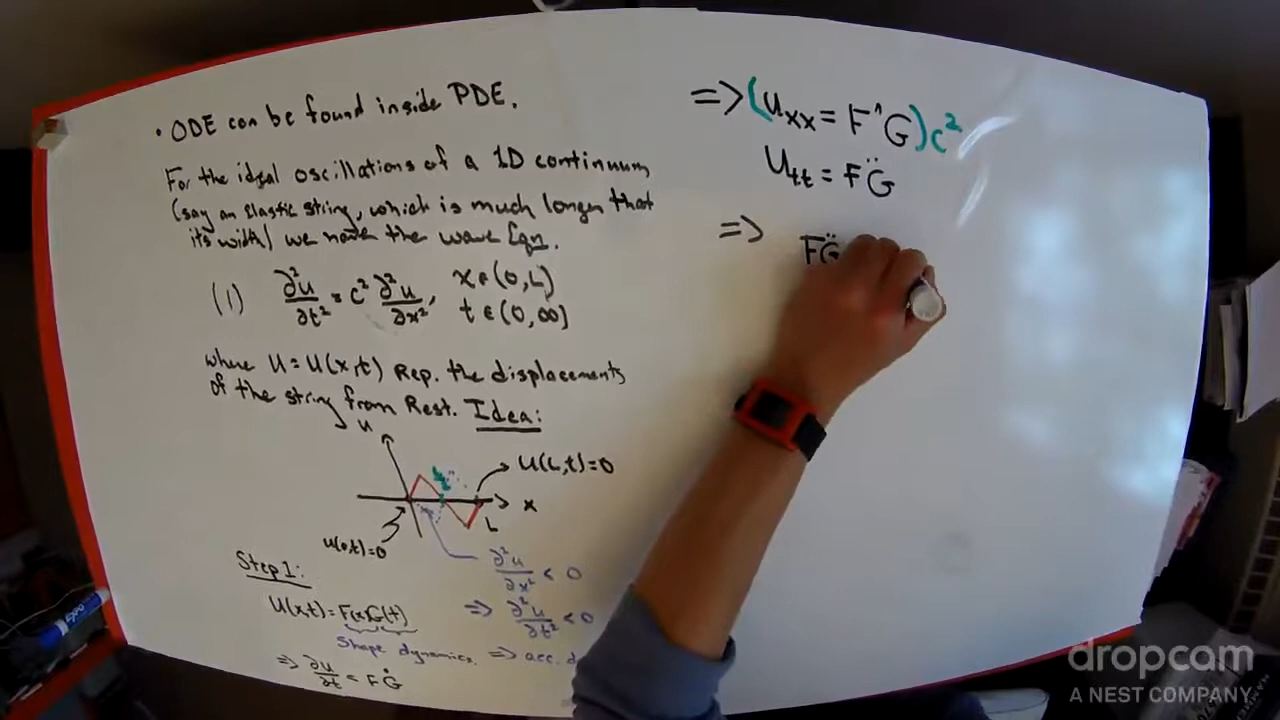 • ODE can be found inside PDE.
For the ideal oscillations of a 1D continuum
(say an Elastic string, which is much longer that
its width) we have the wave Eqn.
(1) ∂²u/∂t² = c² ∂²u/∂x², x ∈ (0, L)
t ∈ (0, ∞)
where U = U(x,t) Rep. the displacements
of the string from Rest. Idea:
u
U(L,t)=0
x
L
u(0,t)=0
∂²u/∂x² < 0
Step 1:
U(x,t) = F(x)G(t)
=> ∂²u/∂t² < 0
Shape dynamics.
=> acc.
=> ∂u/∂t = FĠ
=> (Uxx = F''G)c²
Utt = FG̈
=>
FG̈
EXPO
dropcam
A NEST COMPANY